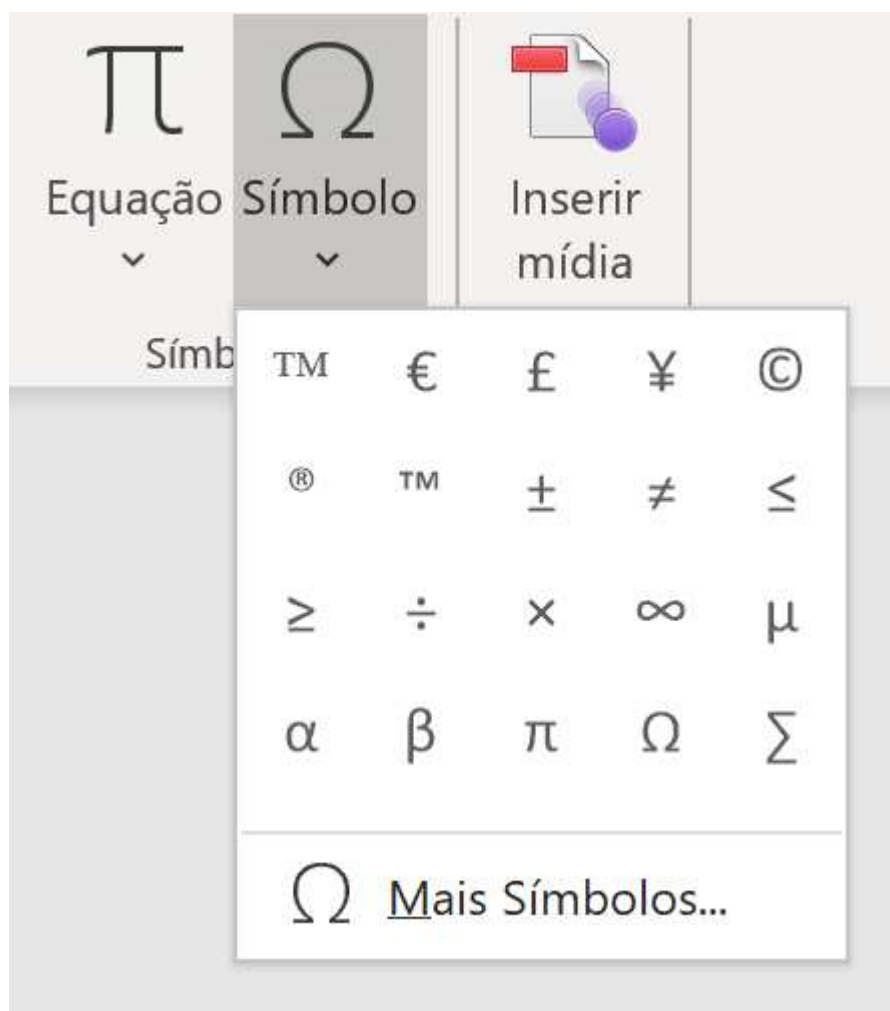 π Ω
Equação Símbolo Inserir
mídia
Símb
TM € £ ¥ ©
® ™ ± ≠ ≤
≥ ÷ × ∞ µ
α β π Ω ∑
Ω Mais Símbolos...